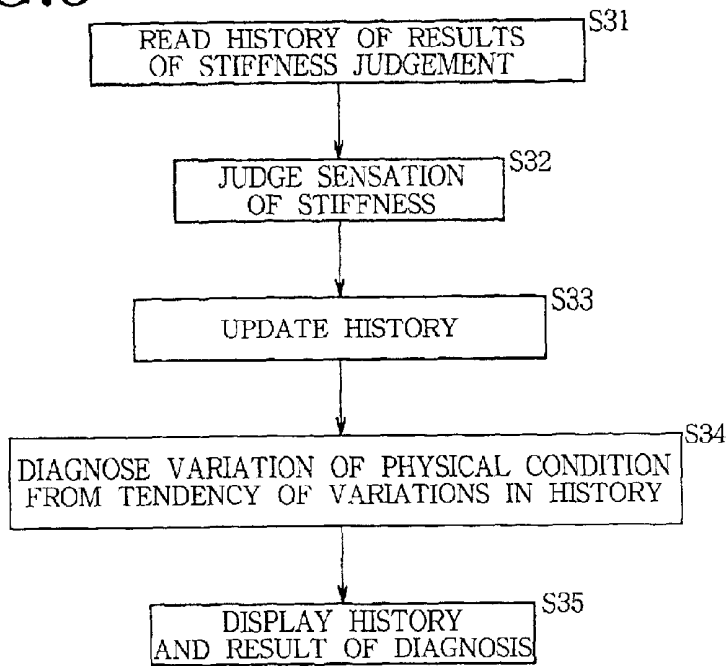 S31
READ HISTORY OF RESULTS
OF STIFFNESS JUDGEMENT
S32
JUDGE SENSATION
OF STIFFNESS
S33
UPDATE HISTORY
S34
DIAGNOSE VARIATION OF PHYSICAL CONDITION
FROM TENDENCY OF VARIATIONS IN HISTORY
S35
DISPLAY HISTORY
AND RESULT OF DIAGNOSIS